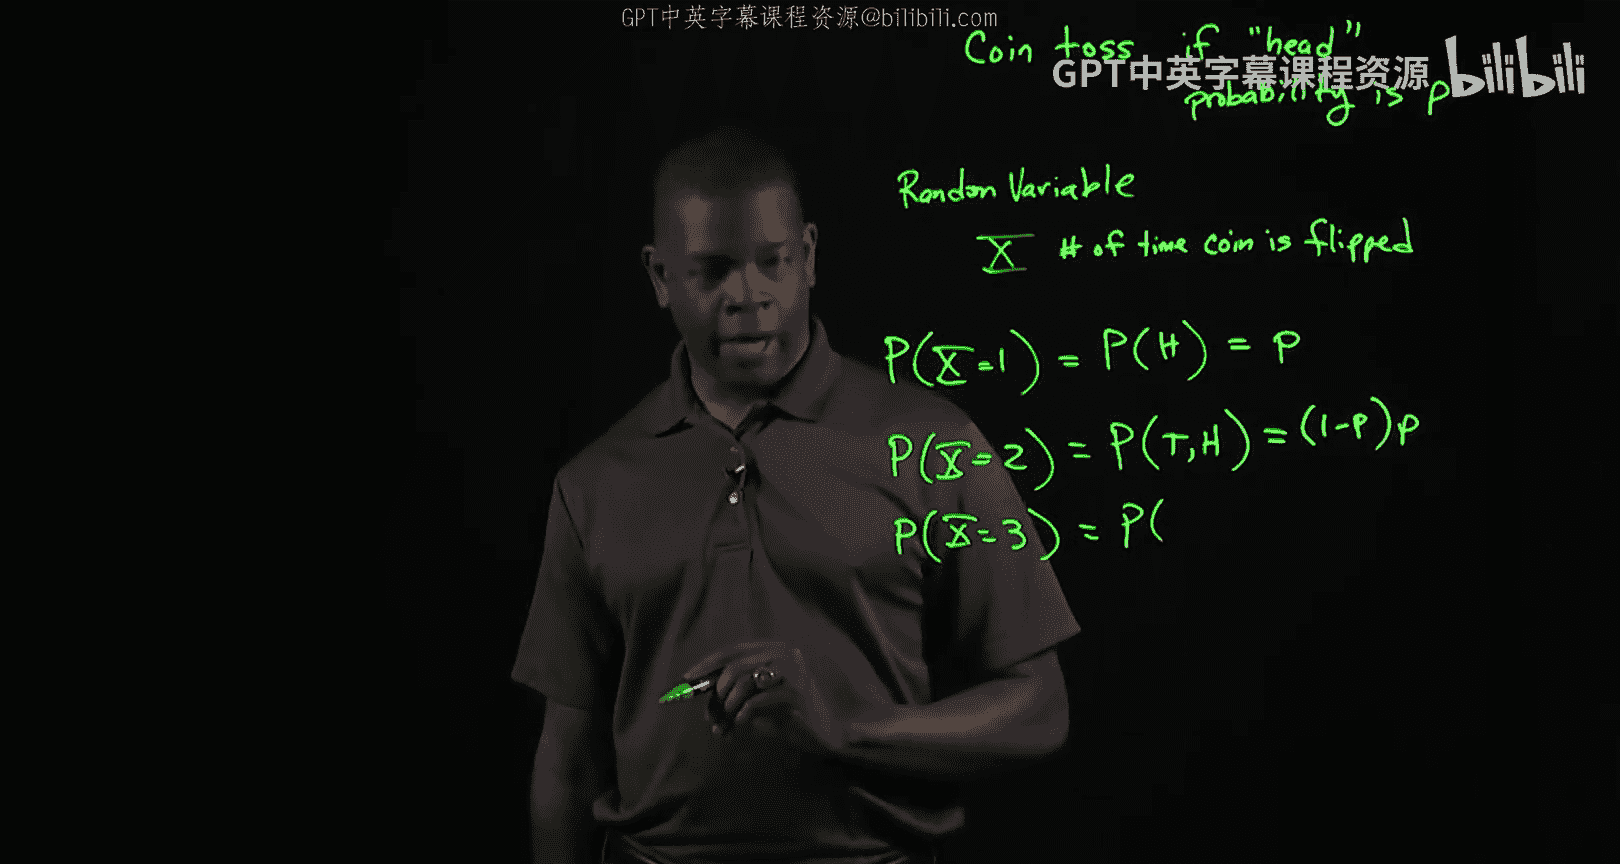 GPT中英字幕课程资源@bilibili.com
Coin toss if "head"
GPT中英字幕课程资源 bilibili
probability is p
Random Variable
X # of time coin is flipped
P(X=1) = P(H) = p
P(X=2) = P(T,H) = (1-p)p
P(X=3) = P(